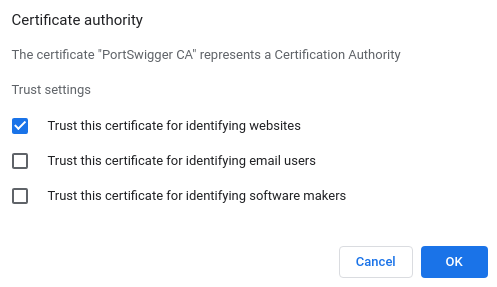 Certificate authority
The certificate "PortSwigger CA" represents a Certification Authority
Trust settings
Trust this certificate for identifying websites
Trust this certificate for identifying email users
Trust this certificate for identifying software makers
Cancel
OK